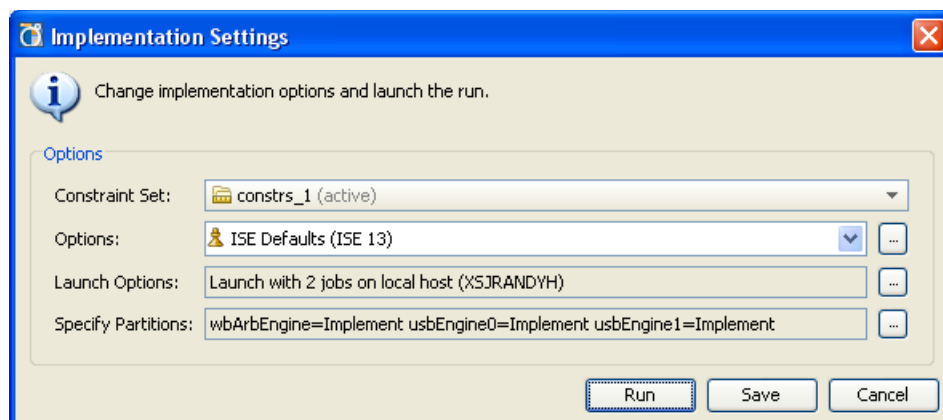 Implementation Settings
Change implementation options and launch the run.
Options
Constraint Set: constrs_1 (active)
Options: ISE Defaults (ISE 13) ...
Launch Options: Launch with 2 jobs on local host (XSJRANDYH) ...
Specify Partitions: wbArbEngine=Implement usbEngine0=Implement usbEngine1=Implement ...
Run Save Cancel